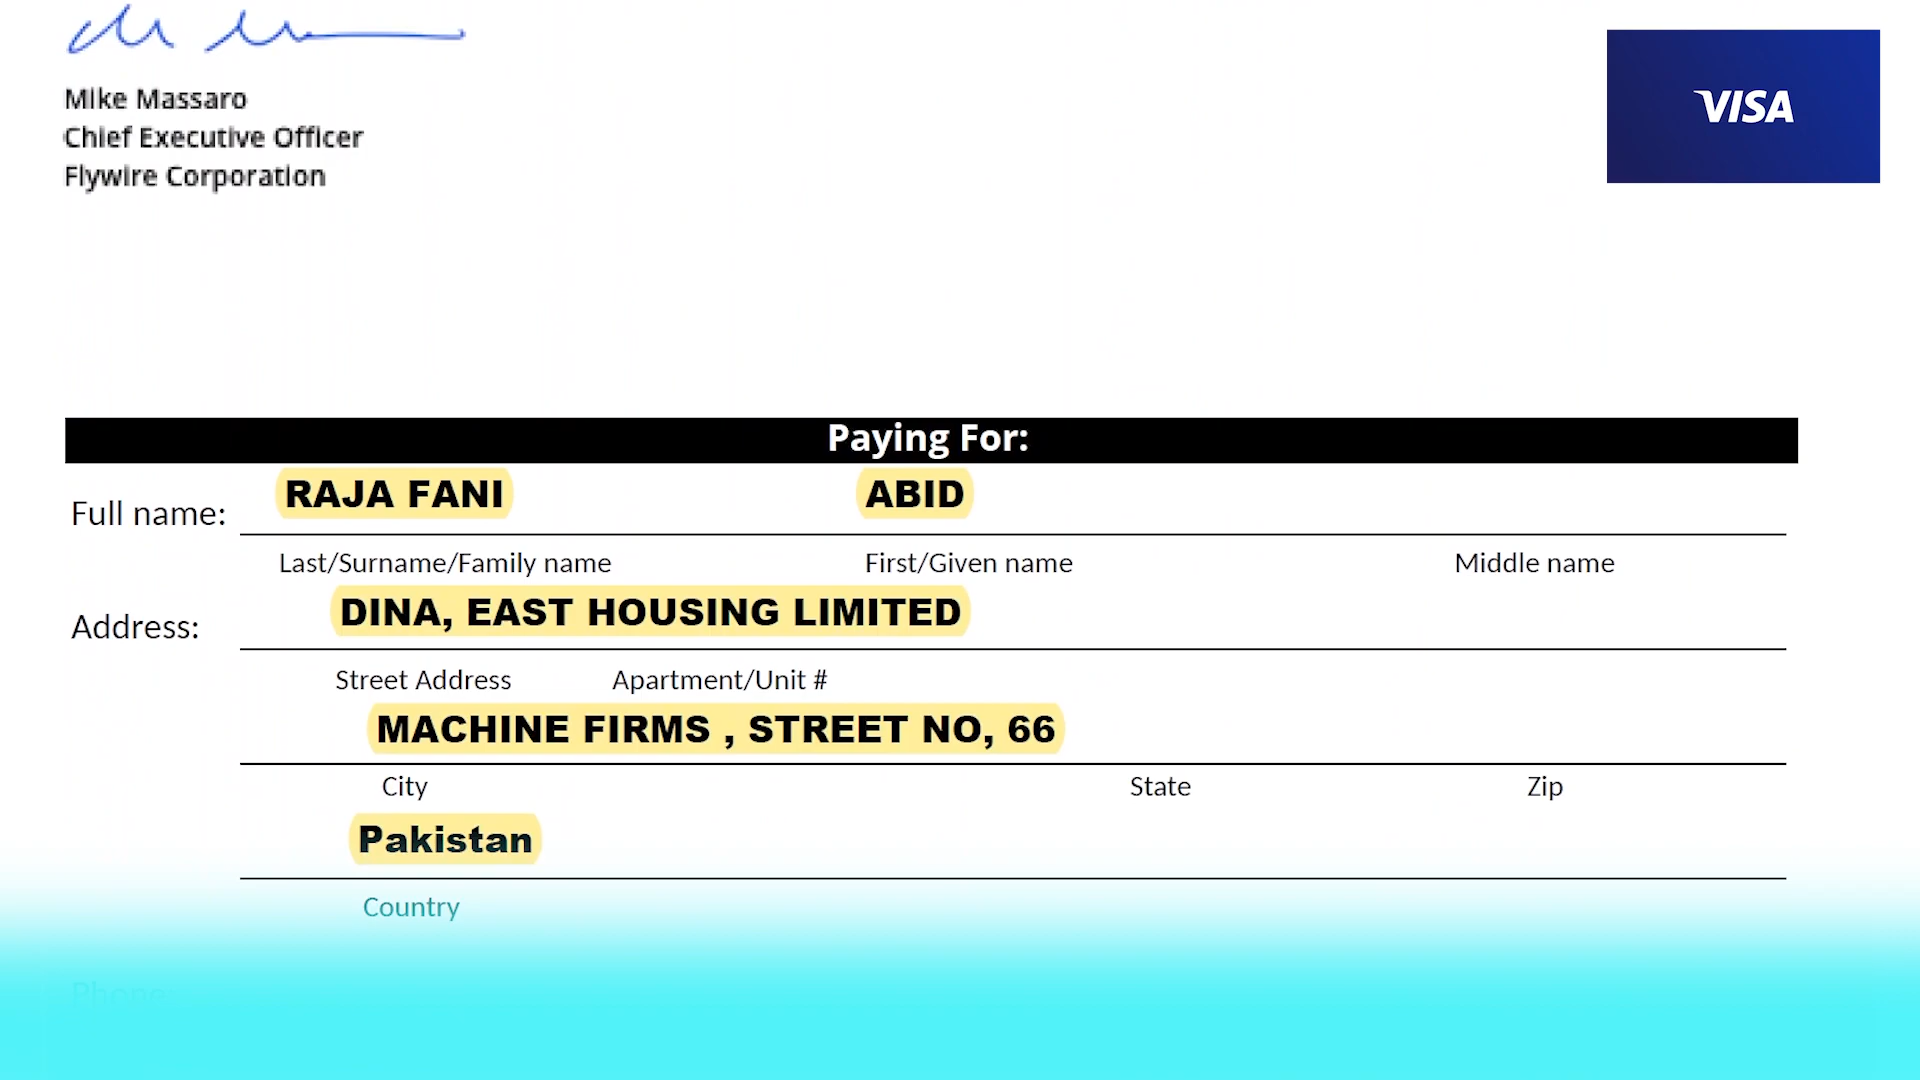 Mike Massaro
Chief Executive Officer
Flywire Corporation
VISA
Paying For:
Full name: RAJA FANI ABID
Last/Surname/Family name First/Given name Middle name
Address: DINA, EAST HOUSING LIMITED
Street Address Apartment/Unit #
MACHINE FIRMS , STREET NO, 66
City State Zip
Pakistan
Country
Phone: